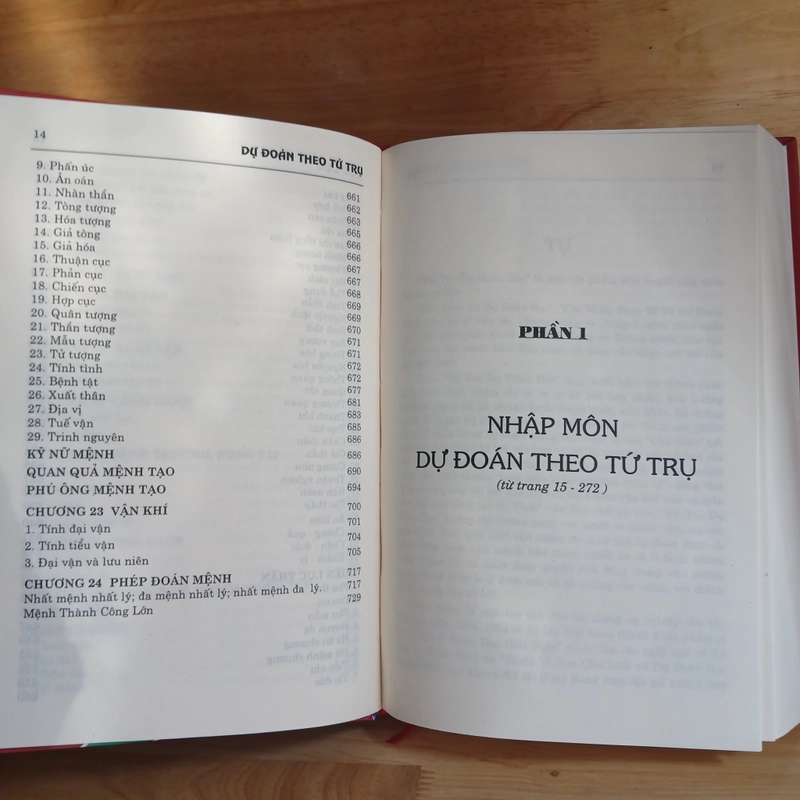 14
DỰ ĐOÁN THEO TỨ TRỤ
9. Phấn úc 661
10. Ân oán 662
11. Nhàn thần 663
12. Tòng tượng 665
13. Hóa tượng 666
14. Giả tòng 666
15. Giả hóa 667
16. Thuận cục 667
17. Phản cục 668
18. Chiến cục 669
19. Hợp cục 669
20. Quân tượng 670
21. Thần tượng 671
22. Mẫu tượng 671
23. Tử tượng 672
24. Tính tình 672
25. Bệnh tật 677
26. Xuất thân 681
27. Địa vị 683
28. Tuế vận 685
29. Trinh nguyên 686
KỸ NỮ MỆNH 686
QUAN QUẢ MỆNH TẠO 690
PHÚ ÔNG MỆNH TẠO 694
CHƯƠNG 23 VẬN KHÍ 700
1. Tính đại vận 701
2. Tính tiểu vận 704
3. Đại vận và lưu niên 705
CHƯƠNG 24 PHÉP ĐOÁN MỆNH 717
Nhất mệnh nhất lý; đa mệnh nhất lý; nhất mệnh đa lý. 717
Mệnh Thành Công Lớn 729
PHẦN 1
NHẬP MÔN
DỰ ĐOÁN THEO TỨ TRỤ
(từ trang 15 - 272 )